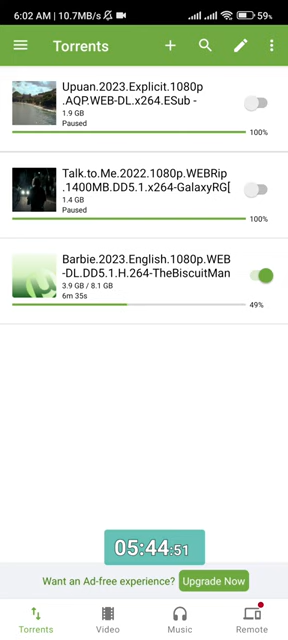 6:02 AM | 10.7MB/s
59%
Torrents
Upuan.2023.Explicit.1080p
.AQP.WEB-DL.x264.ESub -
1.9 GB
Paused
100%
Talk.to.Me.2022.1080p.WEBRip
.1400MB.DD5.1.x264-GalaxyRG[
1.4 GB
Paused
100%
Barbie.2023.English.1080p.WEB
-DL.DD5.1.H.264-TheBiscuitMan
3.9 GB / 8.1 GB
6m 35s
49%
05:44:51
Want an Ad-free experience? Upgrade Now
Torrents Video Music Remote